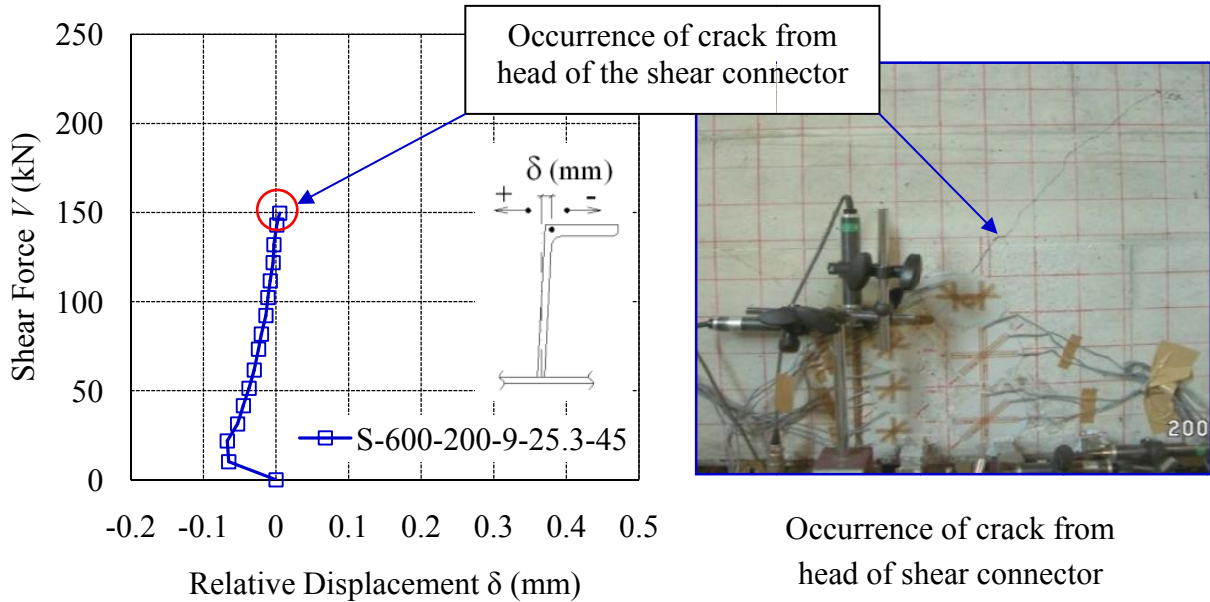 Occurrence of crack from
head of the shear connector
250
200
150
100
50
0
Shear Force V (kN)
-0.2 -0.1 0 0.1 0.2 0.3 0.4 0.5
Relative Displacement δ (mm)
δ (mm)
+ -
S-600-200-9-25.3-45
200
Occurrence of crack from
head of shear connector